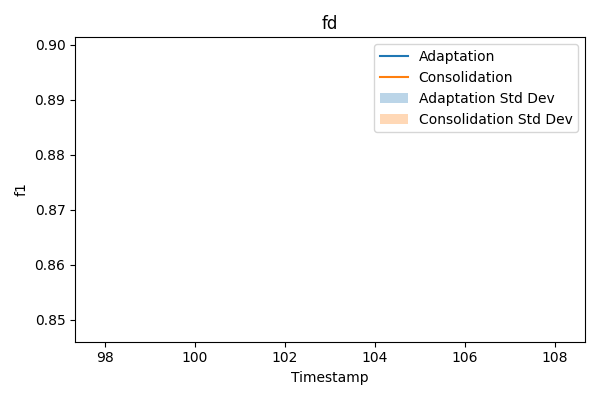 fd
Adaptation
Consolidation
Adaptation Std Dev
Consolidation Std Dev
f1
0.90
0.89
0.88
0.87
0.86
0.85
98 100 102 104 106 108
Timestamp